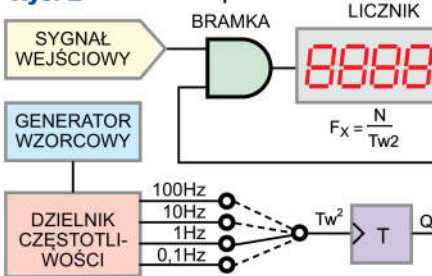 BRAMKA
LICZNIK
SYGNAŁ
WEJŚCIOWY
8888
Fx = N
Tw2
GENERATOR
WZORCOWY
100Hz
10Hz
1Hz
0,1Hz
DZIELNIK
CZĘSTOTLI-
WOŚCI
Tw²
T
Q